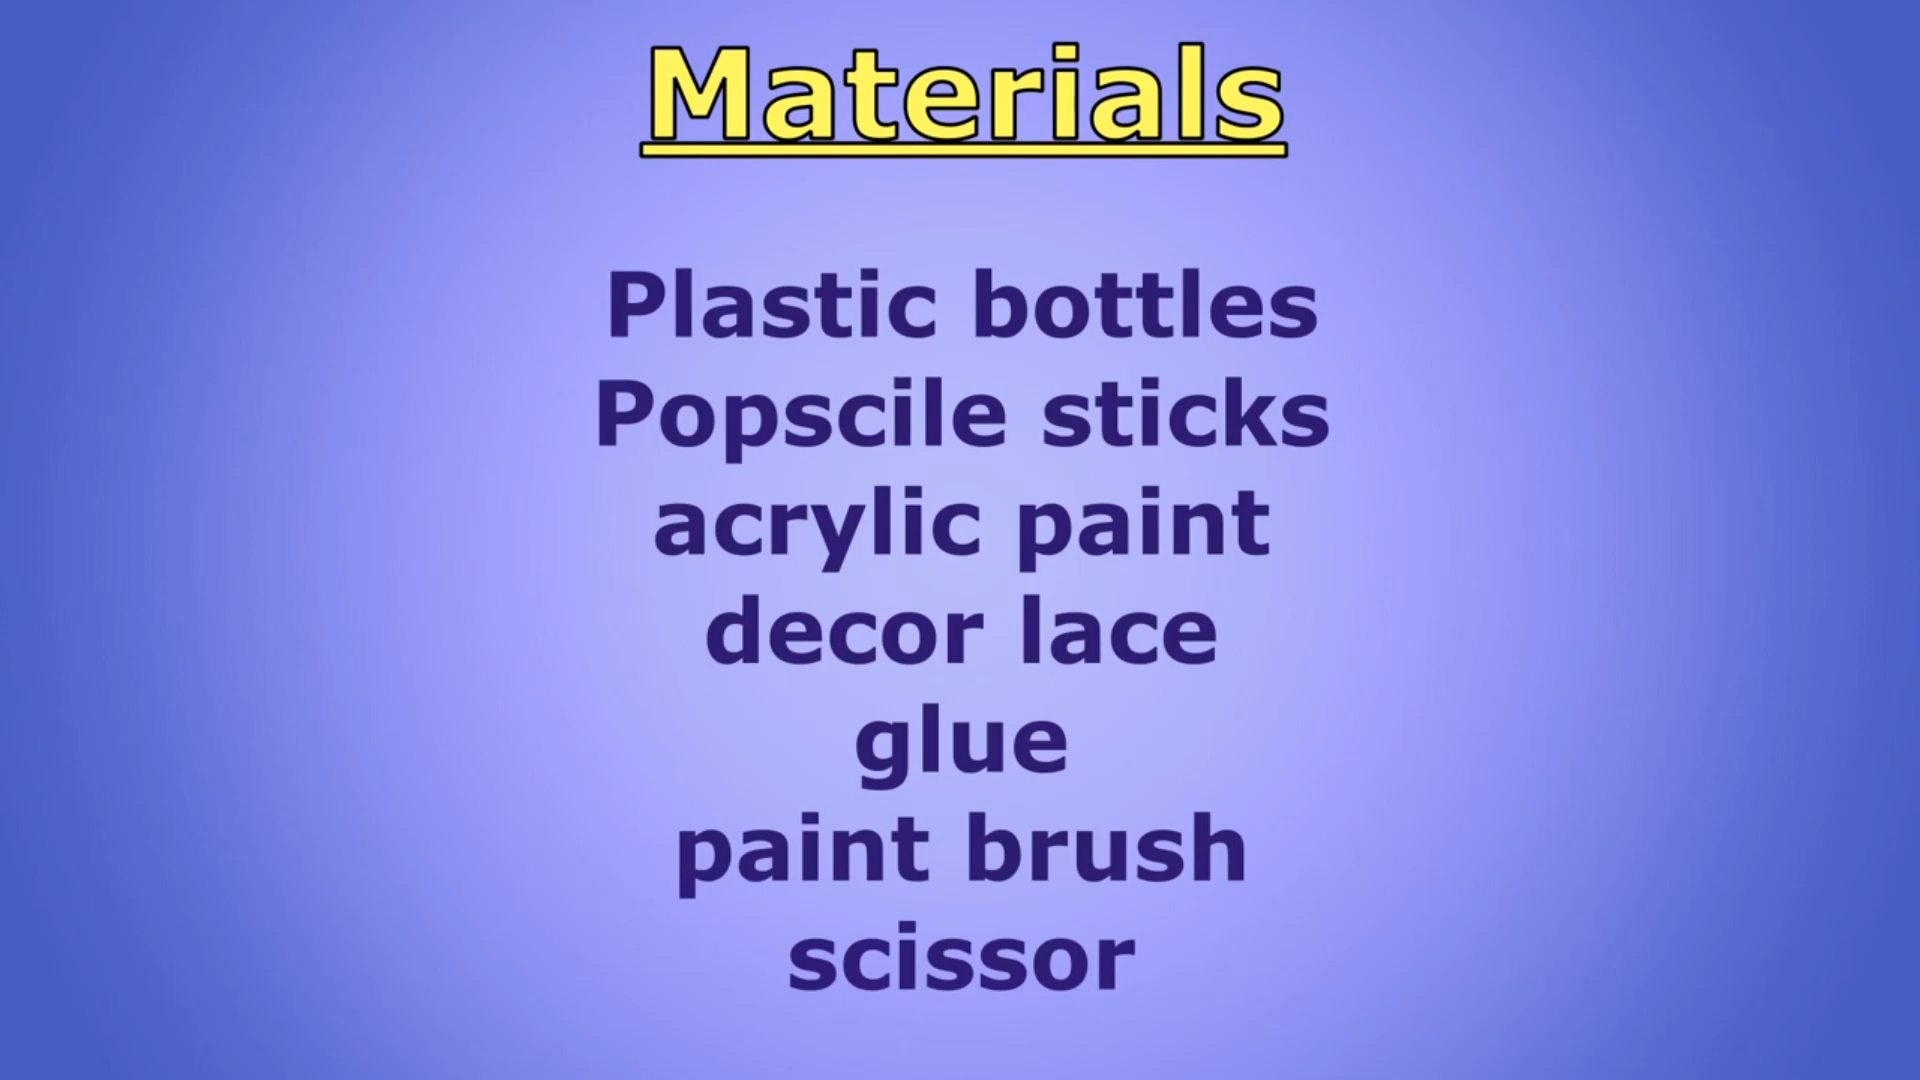 Materials
Plastic bottles
Popscile sticks
acrylic paint
decor lace
glue
paint brush
scissor